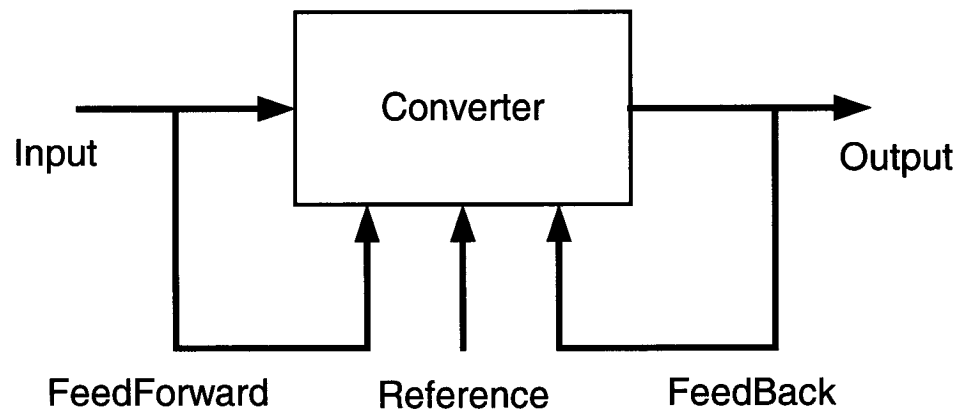 Converter
Input
Output
FeedForward
Reference
FeedBack